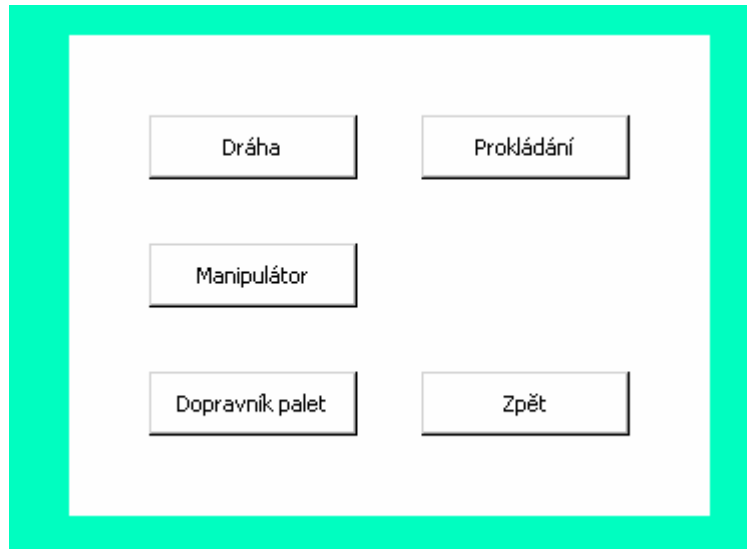 Dráha
Prokládání
Manipulátor
Dopravník palet
Zpět